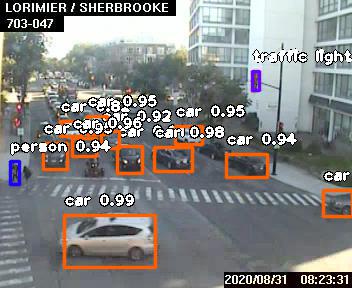 LORIMIER / SHERBROOKE
703-047
traffic light
car 0.95
car 0.92
car 0.95
car 0.96
car 0.98
person 0.94
car 0.94
car
car 0.99
2020/08/31 08:23:31